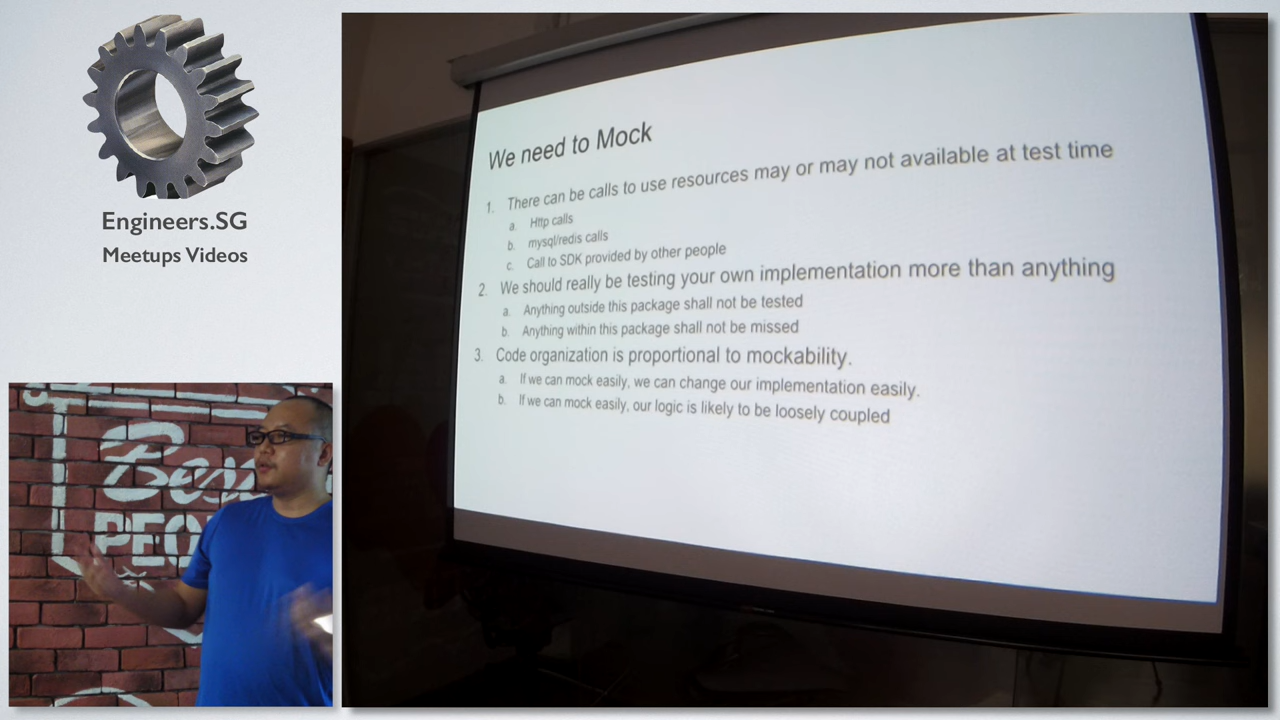 Engineers.SG
Meetups Videos
We need to Mock
1. There can be calls to use resources may or may not available at test time
a. Http calls
b. mysql/redis calls
c. Call to SDK provided by other people
2. We should really be testing your own implementation more than anything
a. Anything outside this package shall not be tested
b. Anything within this package shall not be missed
3. Code organization is proportional to mockability.
a. If we can mock easily, we can change our implementation easily.
b. If we can mock easily, our logic is likely to be loosely coupled